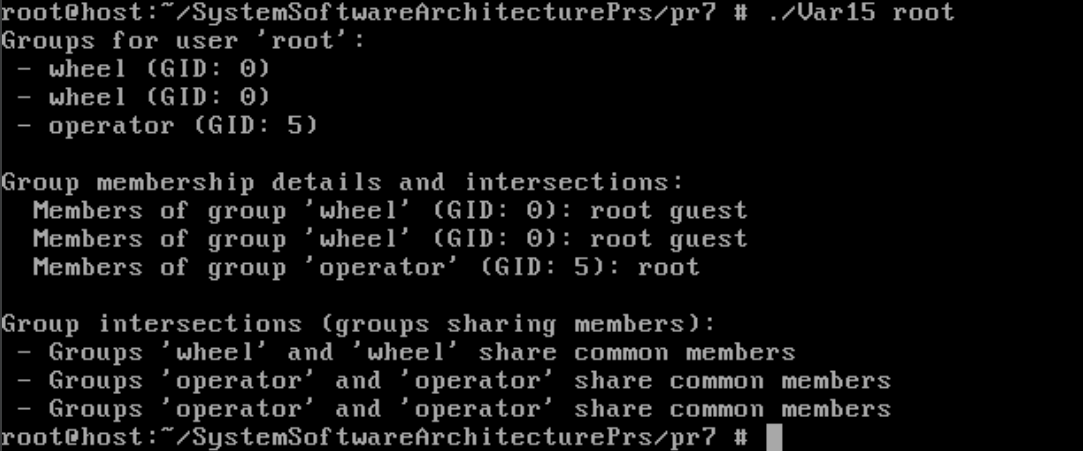 root@host:~/SystemSoftwareArchitecturePrs/pr7 # ./Var15 root
Groups for user 'root':
 - wheel (GID: 0)
 - wheel (GID: 0)
 - operator (GID: 5)

Group membership details and intersections:
  Members of group 'wheel' (GID: 0): root guest
  Members of group 'wheel' (GID: 0): root guest
  Members of group 'operator' (GID: 5): root

Group intersections (groups sharing members):
 - Groups 'wheel' and 'wheel' share common members
 - Groups 'operator' and 'operator' share common members
 - Groups 'operator' and 'operator' share common members
root@host:~/SystemSoftwareArchitecturePrs/pr7 #